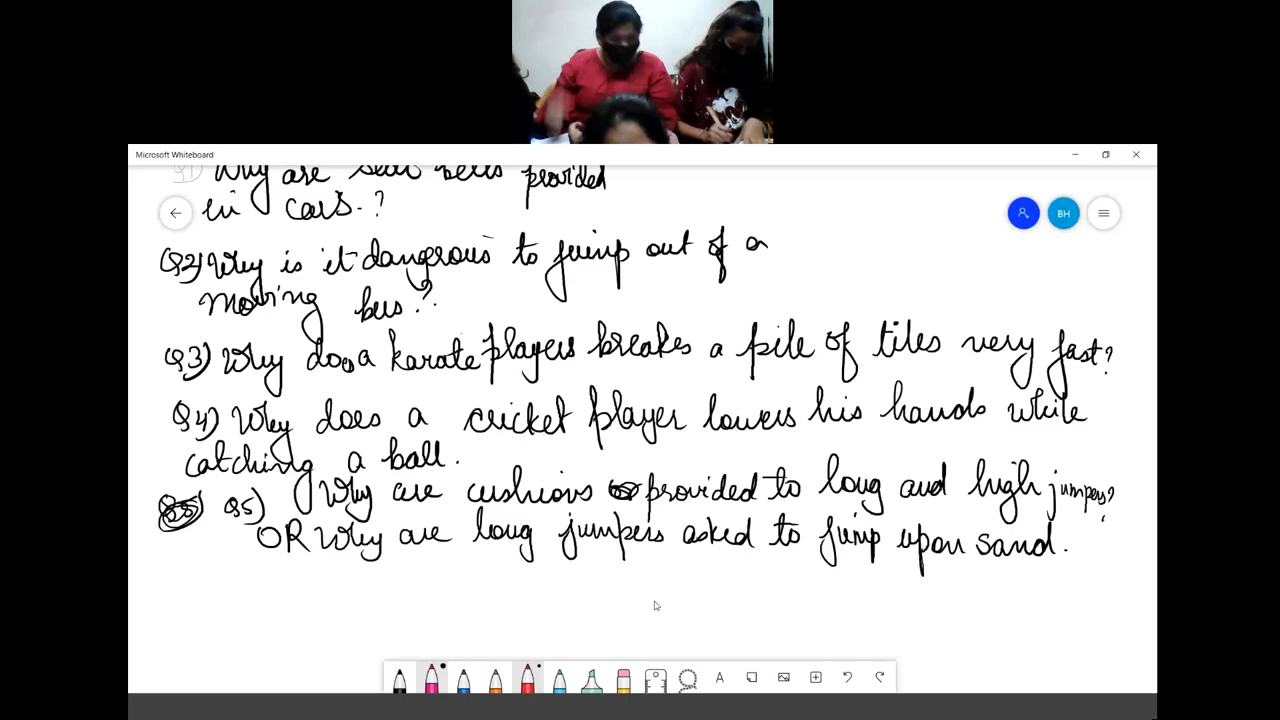 Microsoft Whiteboard
Q1) Why are seat belts provided
in cars.?
BH
Q2) Why is it dangerous to jump out of a
moving bus.?
Q.3) Why does a karate players breakes a pile of tiles very fast?
Q4) Why does a cricket player lowers his hands while
catching a ball.
Q5) Why are cushions provided to long and high jumpers?
OR Why are long jumpers asked to jump upon sand.
A